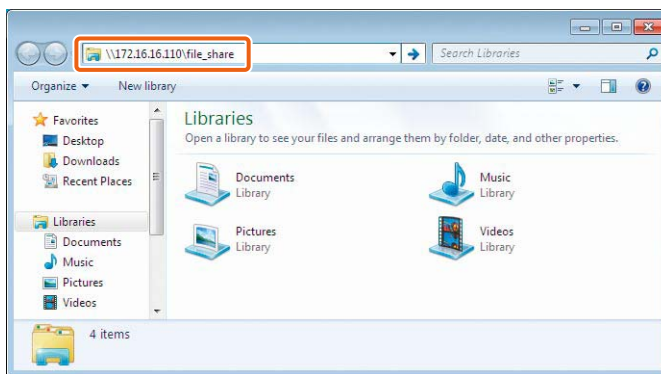 \\172.16.16.110\file_share
Search Libraries
Organize
New library
Favorites
Desktop
Downloads
Recent Places
Libraries
Documents
Music
Pictures
Videos
Libraries
Open a library to see your files and arrange them by folder, date, and other properties.
Documents
Library
Music
Library
Pictures
Library
Videos
Library
4 items